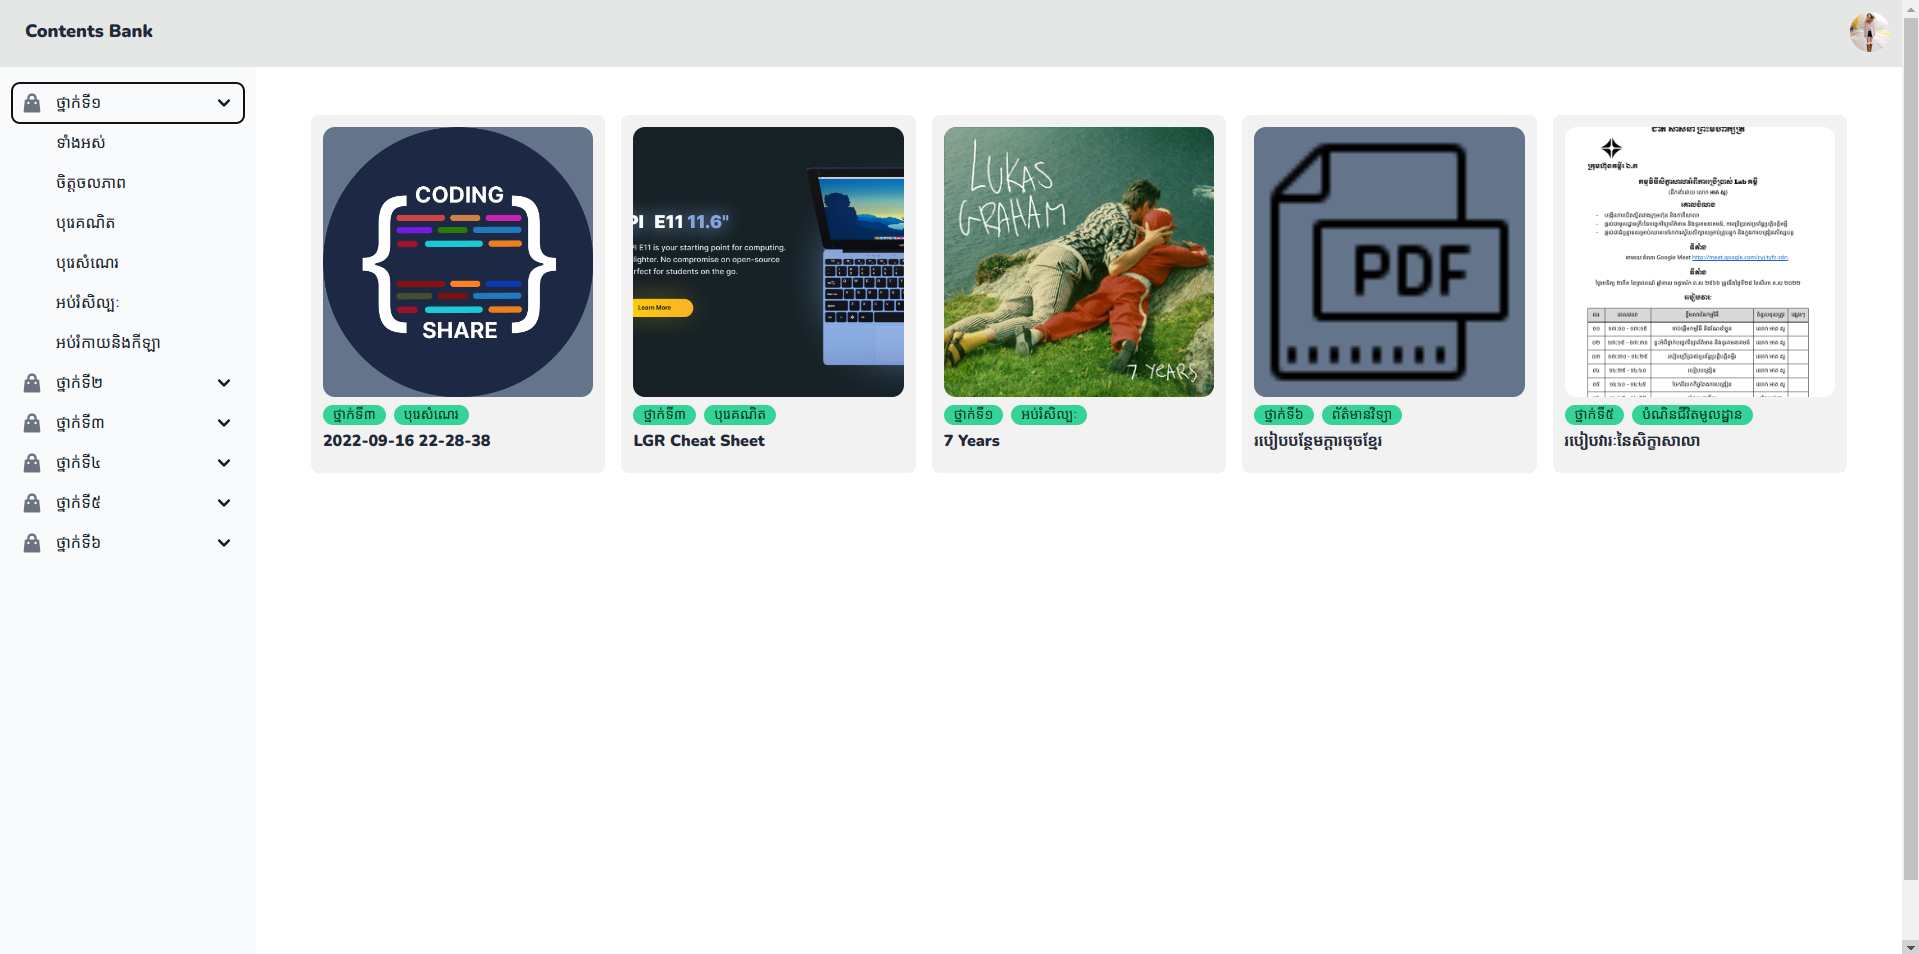 Contents Bank
ថ្នាក់ទី១
ទាំងអស់
ចិត្តចលភាព
បុរេគណិត
បុរេសំណេរ
អប់រំសិល្បៈ
អប់រំកាយនិងកីឡា
ថ្នាក់ទី២
ថ្នាក់ទី៣
ថ្នាក់ទី៤
ថ្នាក់ទី៥
ថ្នាក់ទី៦
CODING
SHARE
ថ្នាក់ទី៣ បុរេសំណេរ
2022-09-16 22-28-38
PI E11 11.6"
PI E11 is your starting point for computing.
lighter. No compromise on open-source
rfect for students on the go.
Learn More
ថ្នាក់ទី៣ បុរេគណិត
LGR Cheat Sheet
LUKAS
GRAHAM
7 YEARS
ថ្នាក់ទី១ អប់រំសិល្បៈ
7 Years
PDF
ថ្នាក់ទី៦ ព័ត៌មានវិទ្យា
របៀបបន្ថែមក្តារចុចខ្មែរ
Google Meet http://meet.google.com/cyj-tvfr-zdn
ថ្នាក់ទី៥ បំណិនជីវិតមូលដ្ឋាន
របៀបវារៈនៃសិក្ខាសាលា